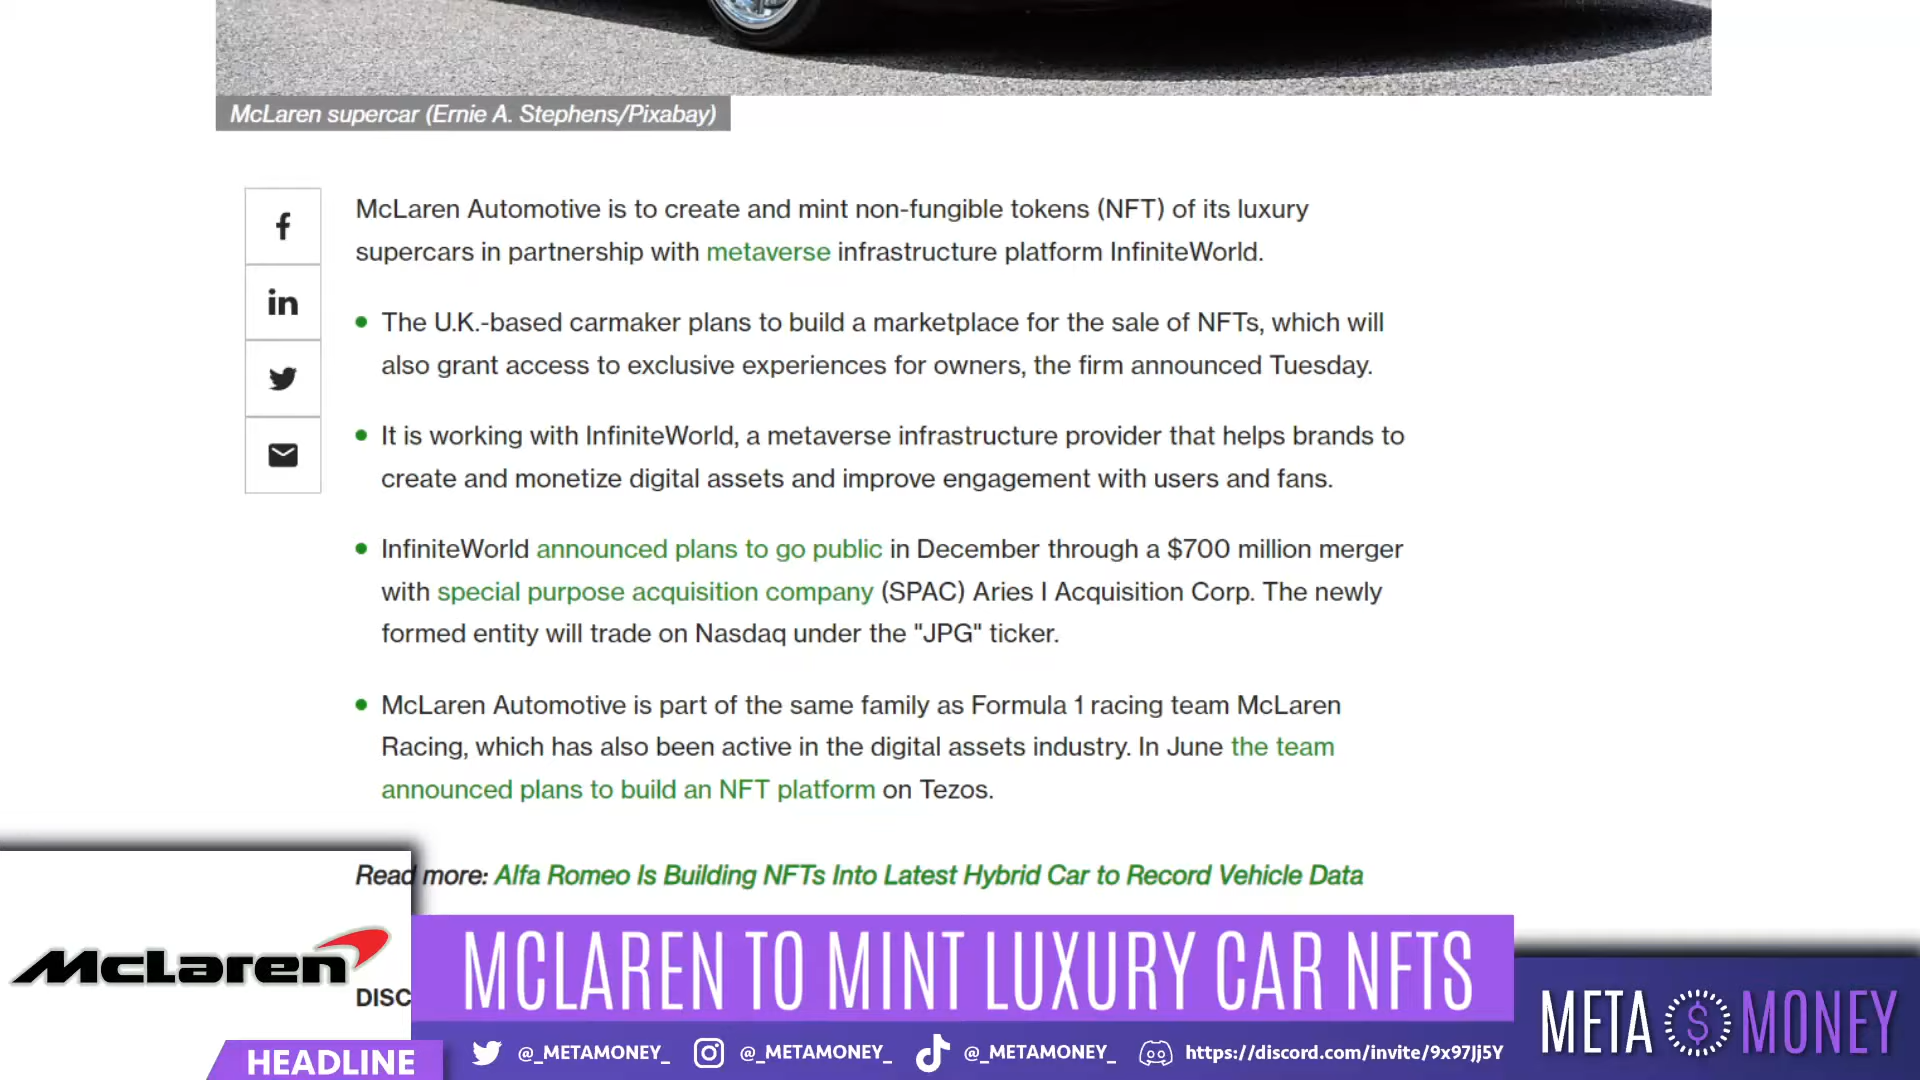 McLaren supercar (Ernie A. Stephens/Pixabay)
McLaren Automotive is to create and mint non-fungible tokens (NFT) of its luxury
supercars in partnership with metaverse infrastructure platform InfiniteWorld.
The U.K.-based carmaker plans to build a marketplace for the sale of NFTs, which will
also grant access to exclusive experiences for owners, the firm announced Tuesday.
It is working with InfiniteWorld, a metaverse infrastructure provider that helps brands to
create and monetize digital assets and improve engagement with users and fans.
InfiniteWorld announced plans to go public in December through a $700 million merger
with special purpose acquisition company (SPAC) Aries I Acquisition Corp. The newly
formed entity will trade on Nasdaq under the "JPG" ticker.
McLaren Automotive is part of the same family as Formula 1 racing team McLaren
Racing, which has also been active in the digital assets industry. In June the team
announced plans to build an NFT platform on Tezos.
Read more: Alfa Romeo Is Building NFTs Into Latest Hybrid Car to Record Vehicle Data
McLaren
DISC
MCLAREN TO MINT LUXURY CAR NFTS
META $ MONEY
HEADLINE
@_METAMONEY_ @_METAMONEY_ @_METAMONEY_ https://discord.com/invite/9x97Jj5Y